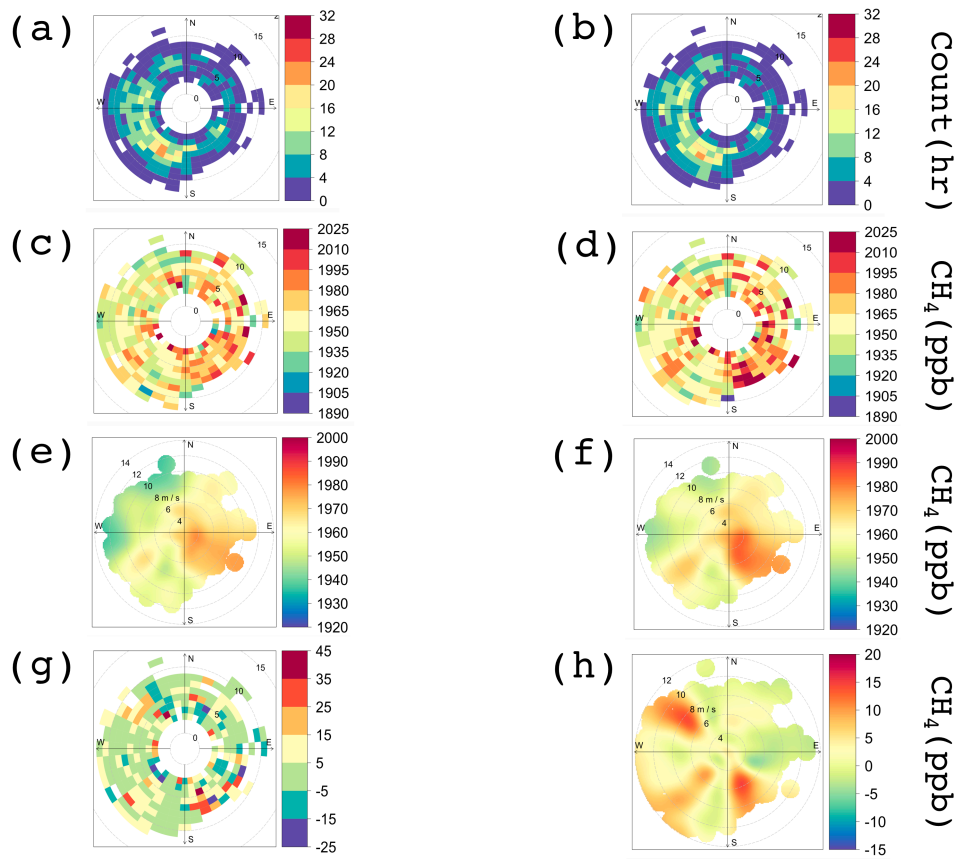 (a)
N
15
10
5
0
W
E
S
32
28
24
20
16
12
8
4
0
(b)
N
2
15
10
5
0
W
E
S
32
28
24
20
16
12
8
4
0
Count(hr)
(c)
N
15
10
5
0
W
E
S
2025
2010
1995
1980
1965
1950
1935
1920
1905
1890
(d)
N
15
10
5
0
W
E
S
2025
2010
1995
1980
1965
1950
1935
1920
1905
1890
CH4(ppb)
(e)
N
14
12
10
8 m / s
6
4
W
E
S
2000
1990
1980
1970
1960
1950
1940
1930
1920
(f)
N
14
12
10
8 m / s
6
4
W
E
S
2000
1990
1980
1970
1960
1950
1940
1930
1920
CH4(ppb)
(g)
N
15
10
5
0
W
E
S
45
35
25
15
5
-5
-15
-25
(h)
N
12
10
8 m / s
6
4
W
E
S
20
15
10
5
0
-5
-10
-15
CH4(ppb)